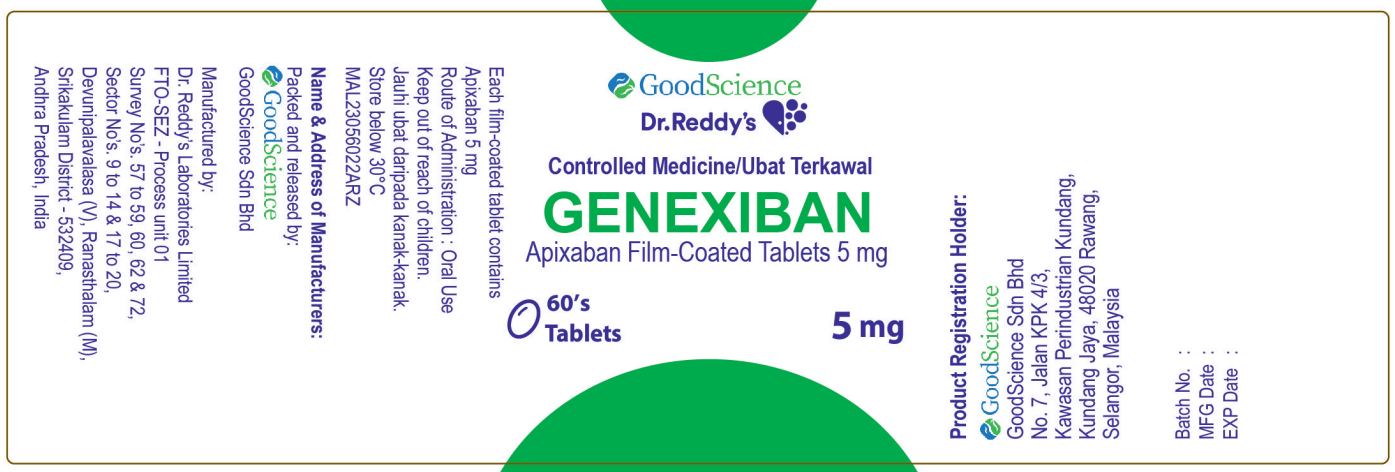 GoodScience
Dr.Reddy's
Controlled Medicine/Ubat Terkawal
GENEXIBAN
Apixaban Film-Coated Tablets 5 mg
60's
Tablets
5 mg
Each film-coated tablet contains
Apixaban 5 mg
Route of Administration : Oral Use
Keep out of reach of children.
Jauhi ubat daripada kanak-kanak.
Store below 30°C
MAL23056022ARZ
Name & Address of Manufacturers:
Packed and released by:
GoodScience
GoodScience Sdn Bhd
Manufactured by:
Dr. Reddy's Laboratories Limited
FTO-SEZ - Process unit 01
Survey No's. 57 to 59, 60, 62 & 72,
Sector No's. 9 to 14 & 17 to 20,
Devunipalavalasa (V), Ranasthalam (M),
Srikakulam District - 532409,
Andhra Pradesh, India
Product Registration Holder:
GoodScience
GoodScience Sdn Bhd
No. 7, Jalan KPK 4/3,
Kawasan Perindustrian Kundang,
Kundang Jaya, 48020 Rawang,
Selangor, Malaysia
Batch No. :
MFG Date :
EXP Date :